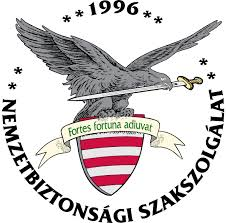 * 1996 *
Fortes fortuna adiuvat
NEMZETBIZTONSÁGI SZAKSZOLGÁLAT